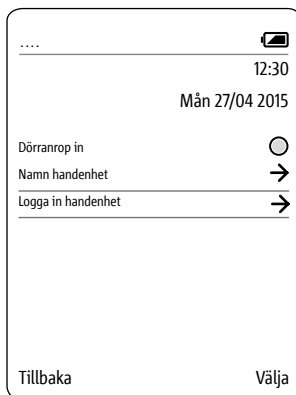 ....
12:30
Mån 27/04 2015
Dörranrop in
Namn handenhet
Logga in handenhet
Tillbaka Välja